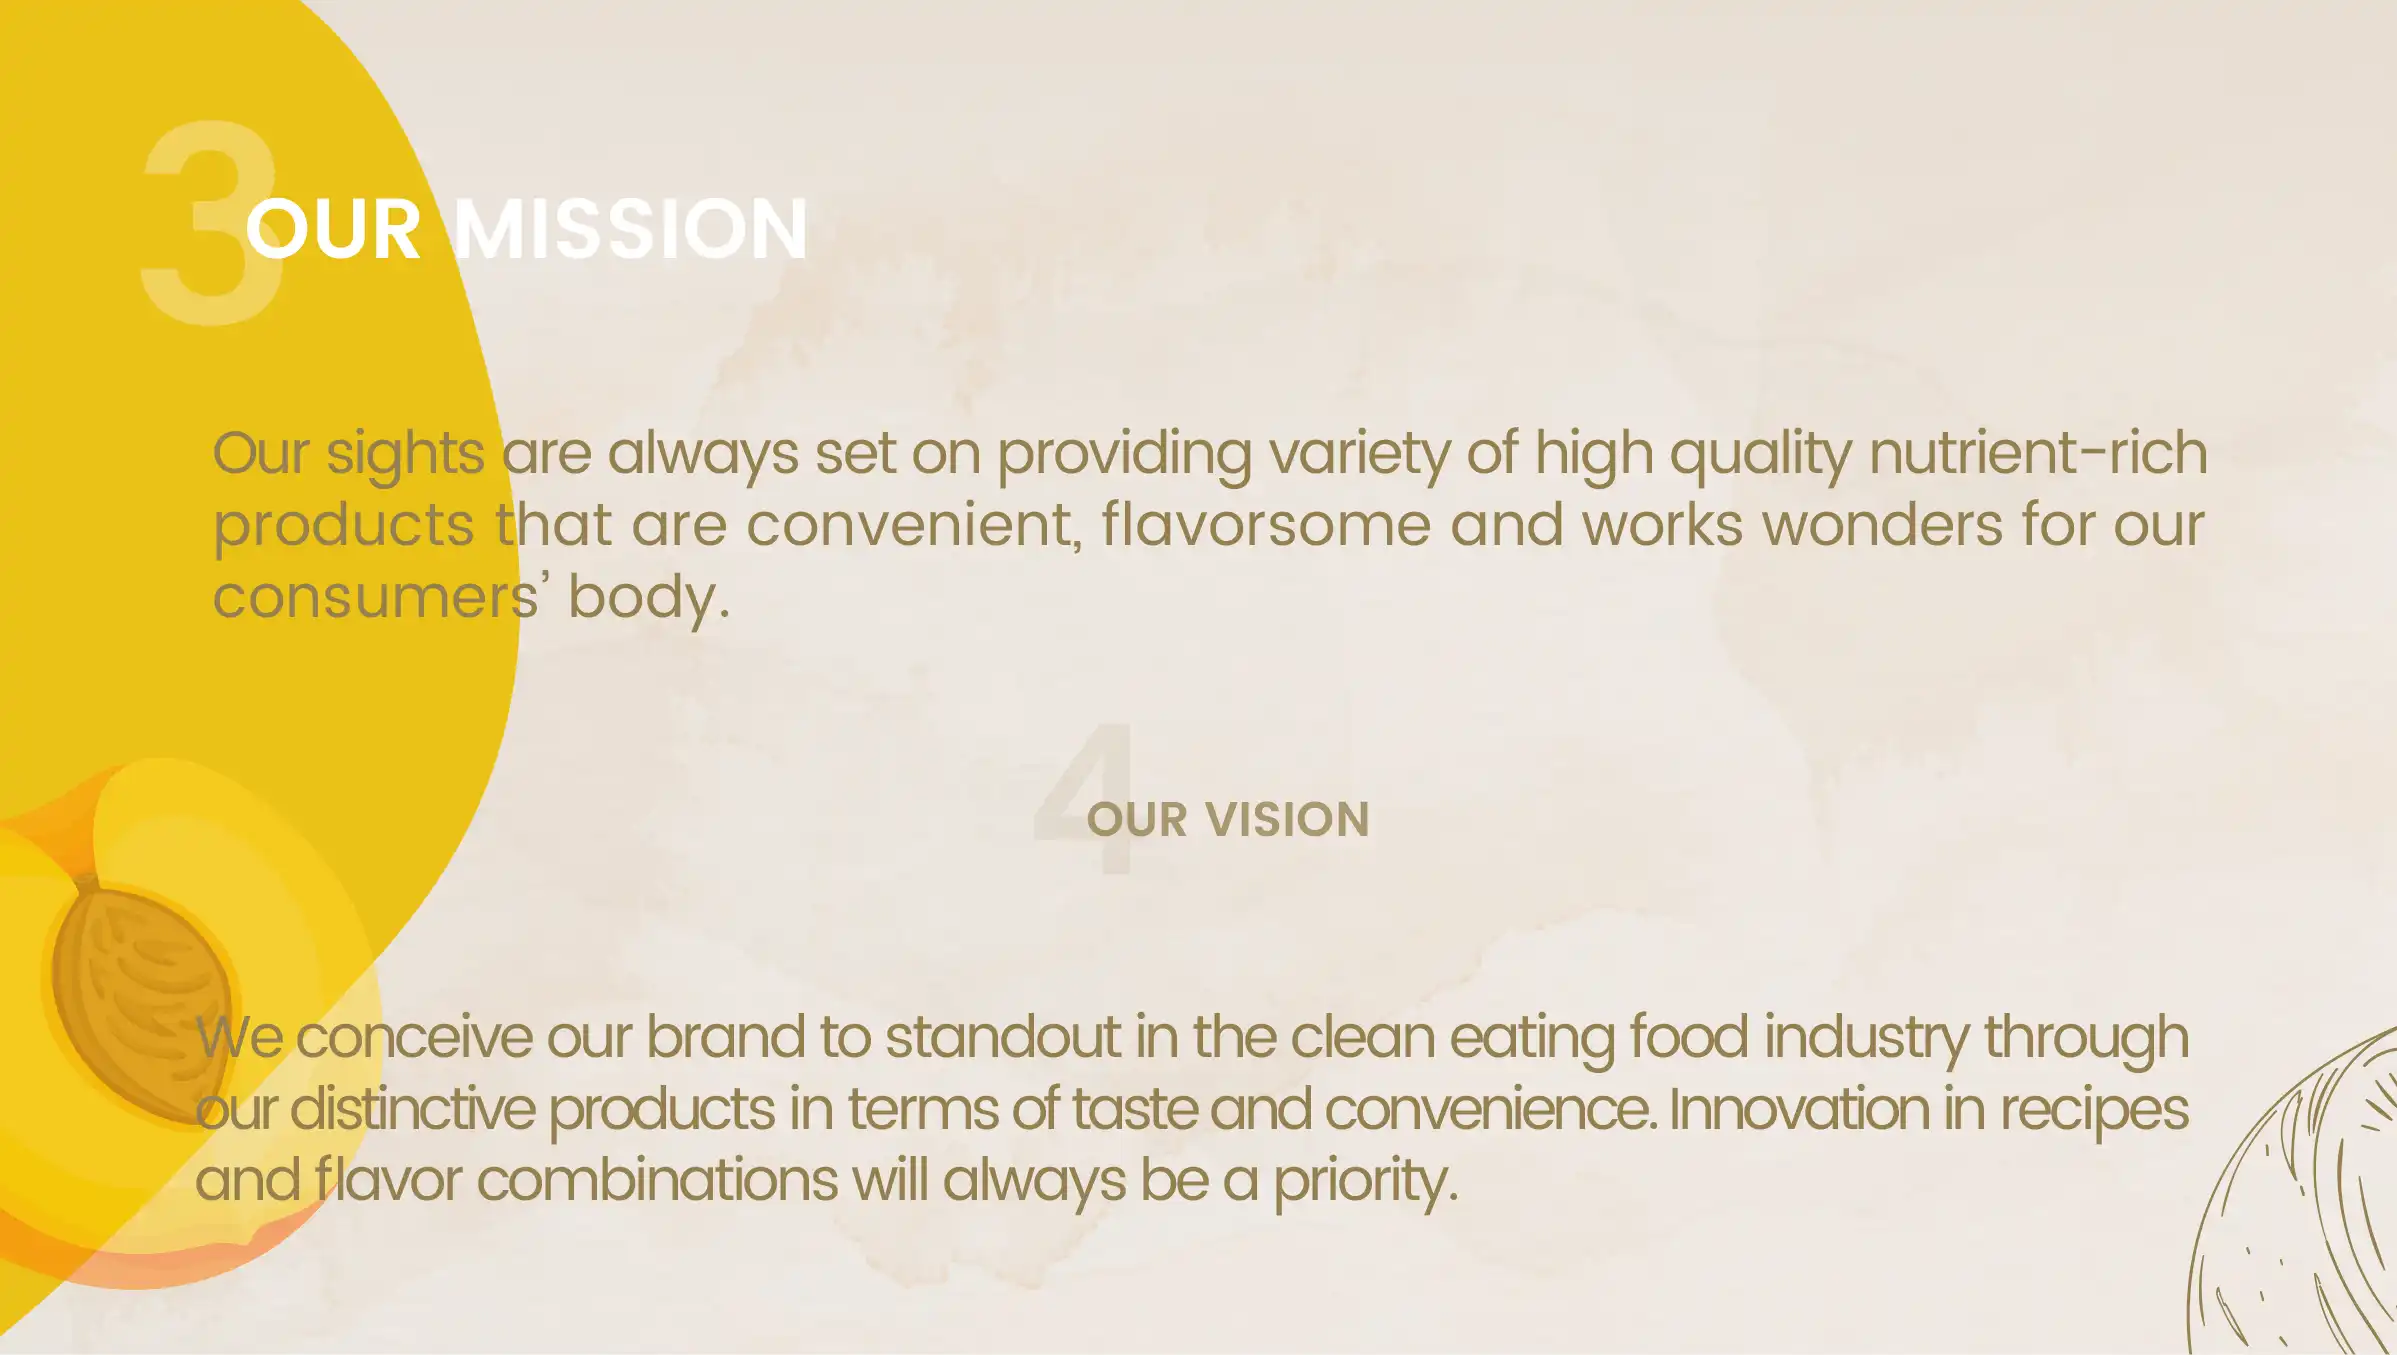 3
OUR MISSION
Our sights are always set on providing variety of high quality nutrient-rich
products that are convenient, flavorsome and works wonders for our
consumers’ body.
4
OUR VISION
We conceive our brand to standout in the clean eating food industry through
our distinctive products in terms of taste and convenience. Innovation in recipes
and flavor combinations will always be a priority.